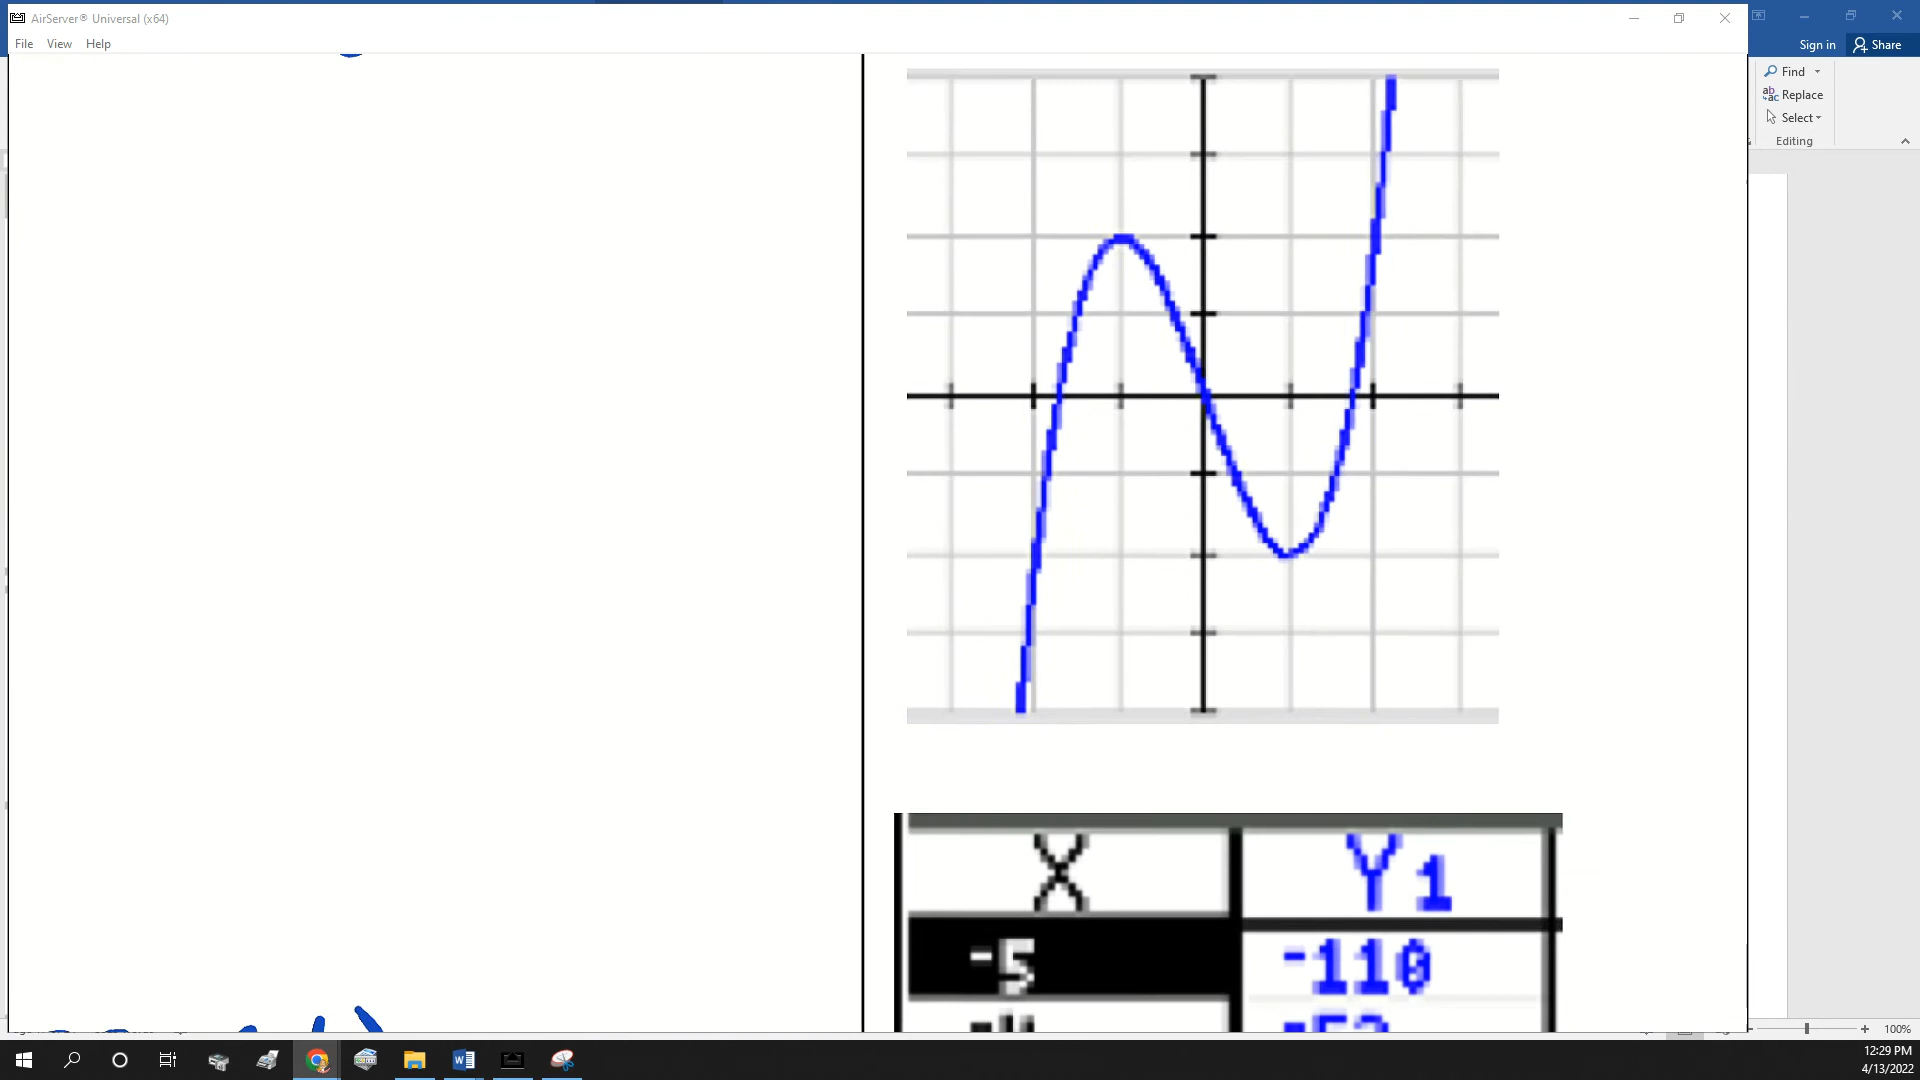 AirServer® Universal (x64)
File View Help
Sign in Share
Find
Replace
Select
Editing
X Y1
-5 -110
100%
12:29 PM
4/13/2022